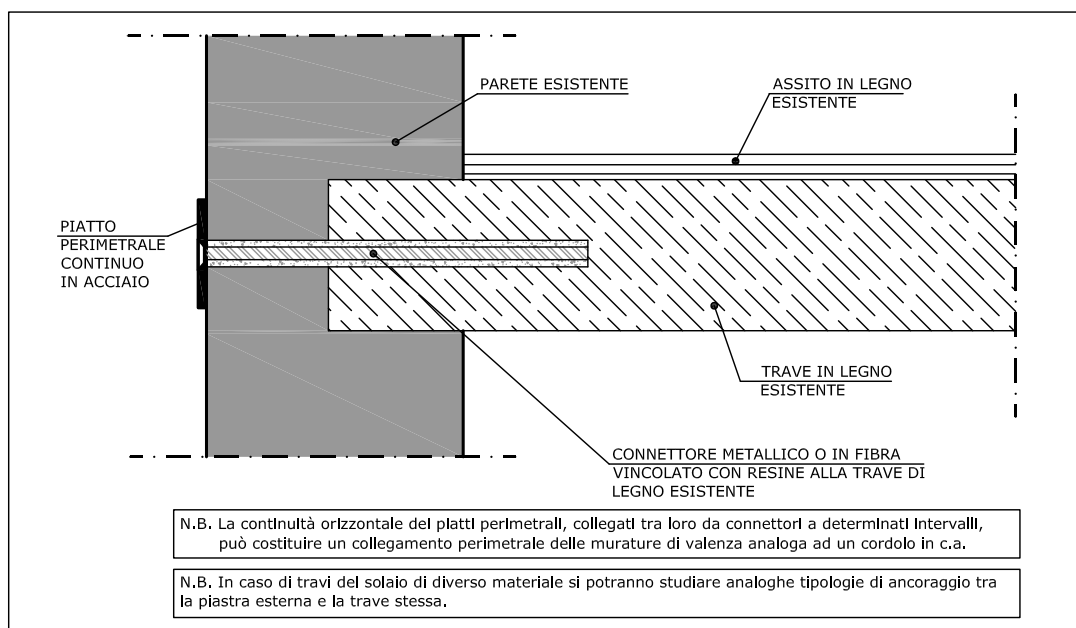 PARETE ESISTENTE
ASSITO IN LEGNO
ESISTENTE
PIATTO
PERIMETRALE
CONTINUO
IN ACCIAIO
TRAVE IN LEGNO
ESISTENTE
CONNETTORE METALLICO O IN FIBRA
VINCOLATO CON RESINE ALLA TRAVE DI
LEGNO ESISTENTE
N.B. La continuità orizzontale dei piatti perimetrali, collegati tra loro da connettori a determinati intervalli,
può costituire un collegamento perimetrale delle murature di valenza analoga ad un cordolo in c.a.
N.B. In caso di travi del solaio di diverso materiale si potranno studiare analoghe tipologie di ancoraggio tra
la piastra esterna e la trave stessa.